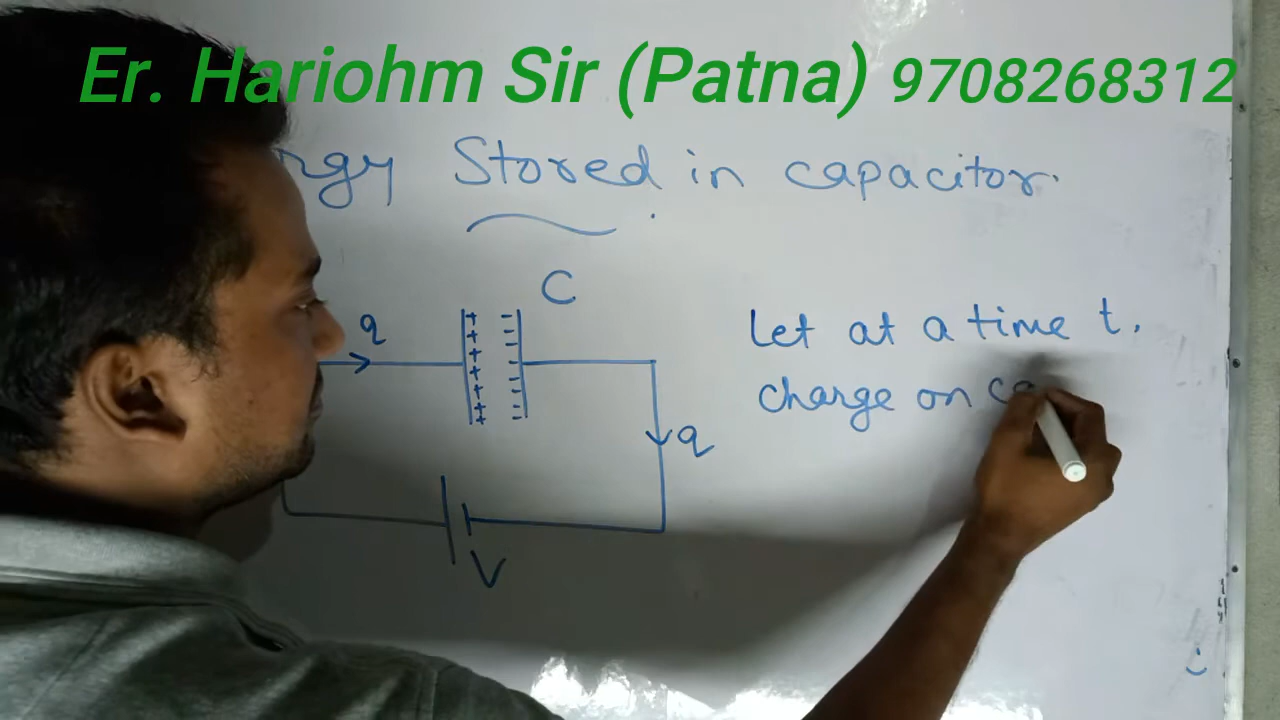 Er. Hariohm Sir (Patna) 9708268312
Stored in capacitor.
C
q
+ + + + + + +
- - - - - - -
Let at a time t.
charge on
q
V